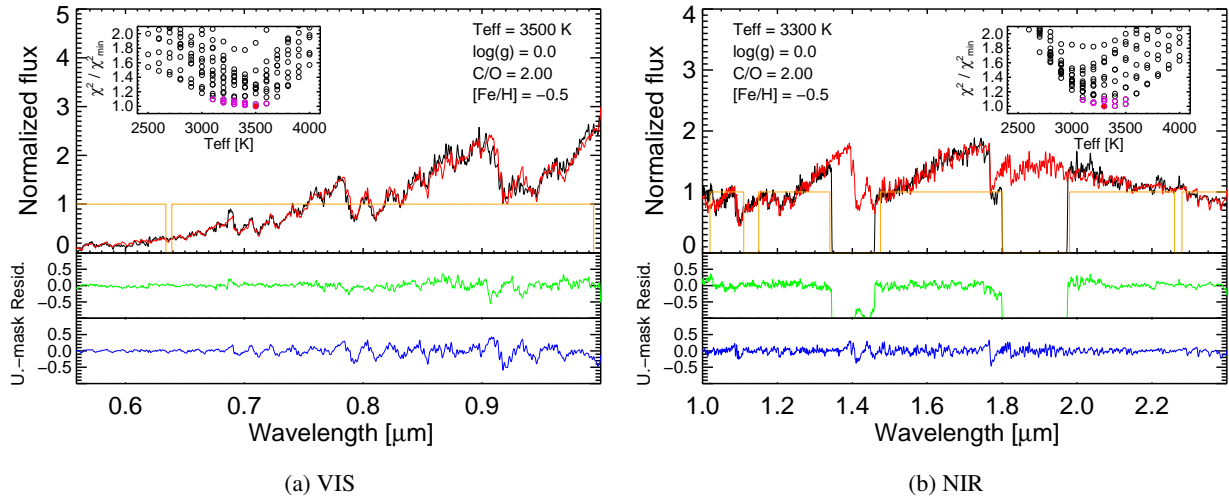 5
4
3
2
1
0
Normalized flux
2.0
1.8
1.6
1.4
1.2
1.0
χ² / χ²min
2500 3000 3500 4000
Teff [K]
Teff = 3500 K
log(g) = 0.0
C/O = 2.00
[Fe/H] = −0.5
0.5
0.0
−0.5
Resid.
0.5
0.0
−0.5
U.−mask
0.6 0.7 0.8 0.9
Wavelength [μm]
(a) VIS
4
3
2
1
0
Normalized flux
Teff = 3300 K
log(g) = 0.0
C/O = 2.00
[Fe/H] = −0.5
2.0
1.8
1.6
1.4
1.2
1.0
χ² / χ²min
2500 3000 3500 4000
Teff [K]
0.5
0.0
−0.5
Resid.
0.5
0.0
−0.5
U.−mask
1.0 1.2 1.4 1.6 1.8 2.0 2.2
Wavelength [μm]
(b) NIR